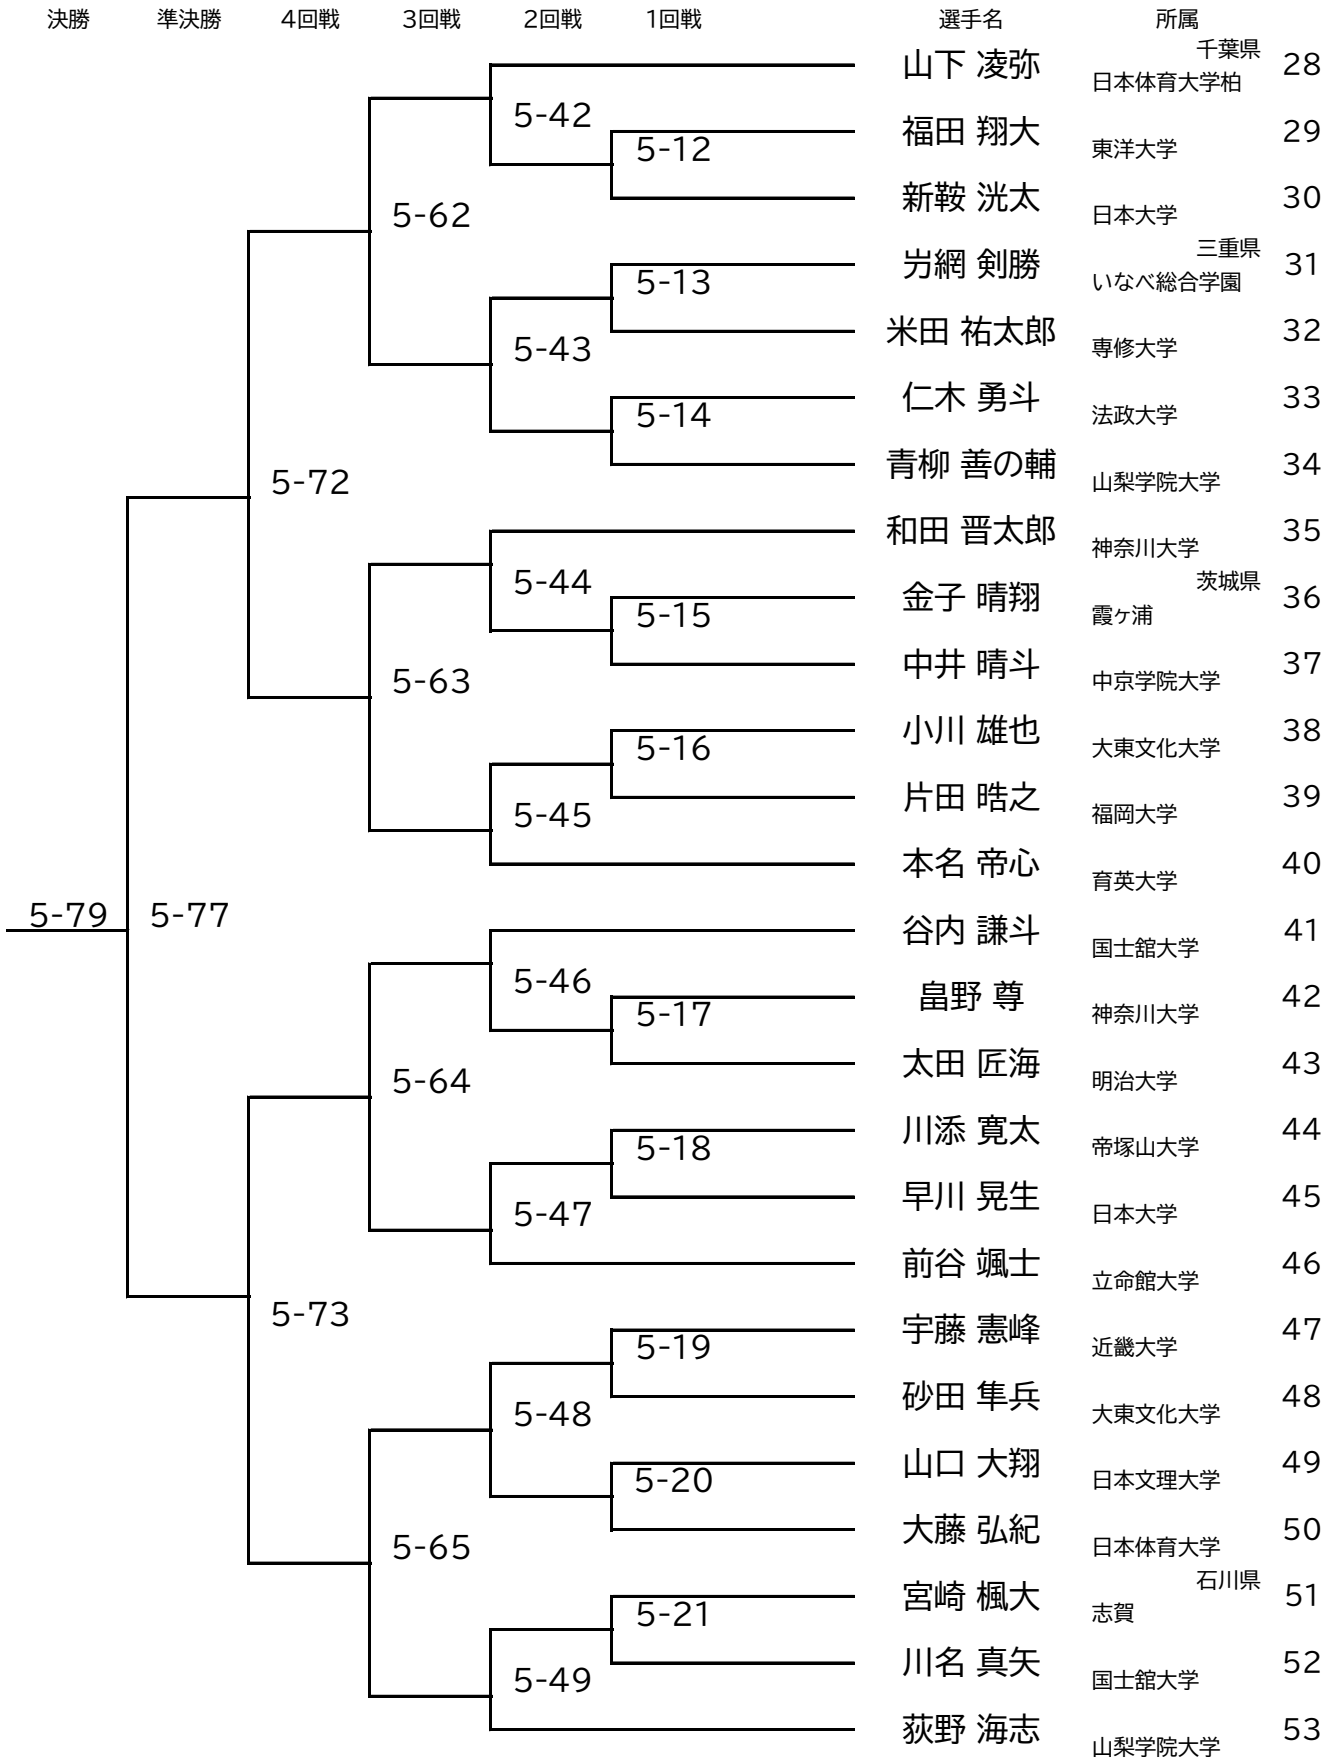 決勝 準決勝 4回戦 3回戦 2回戦 1回戦 選手名 所属
山下 凌弥 千葉県 日本体育大学柏 28
5-42
福田 翔大 東洋大学 29
5-12
新鞍 洸太 日本大学 30
5-62
岃網 剣勝 三重県 いなべ総合学園 31
5-13
米田 祐太郎 専修大学 32
5-43
仁木 勇斗 法政大学 33
5-14
青柳 善の輔 山梨学院大学 34
5-72
和田 晋太郎 神奈川大学 35
5-44
金子 晴翔 茨城県 霞ヶ浦 36
5-15
中井 晴斗 中京学院大学 37
5-63
小川 雄也 大東文化大学 38
5-16
片田 晧之 福岡大学 39
5-45
本名 帝心 育英大学 40
5-79 5-77
谷内 謙斗 国士舘大学 41
5-46
畠野 尊 神奈川大学 42
5-17
太田 匠海 明治大学 43
5-64
川添 寛太 帝塚山大学 44
5-18
早川 晃生 日本大学 45
5-47
前谷 颯士 立命館大学 46
5-73
宇藤 憲峰 近畿大学 47
5-19
砂田 隼兵 大東文化大学 48
5-48
山口 大翔 日本文理大学 49
5-20
大藤 弘紀 日本体育大学 50
5-65
宮崎 楓大 石川県 志賀 51
5-21
川名 真矢 国士舘大学 52
5-49
荻野 海志 山梨学院大学 53